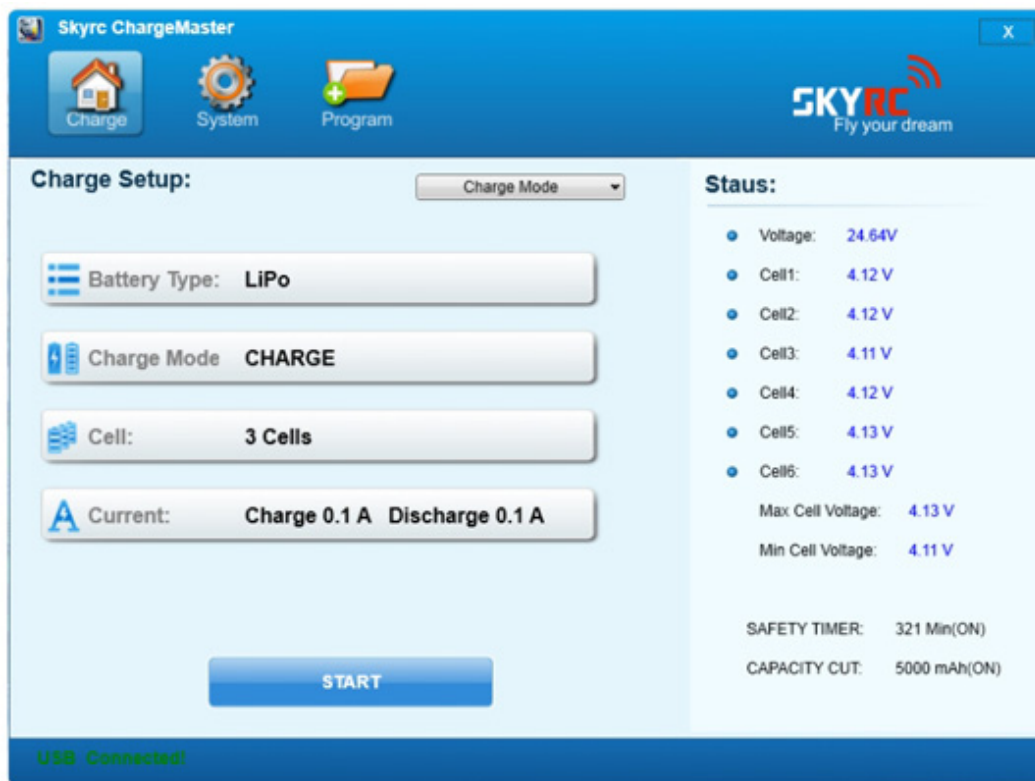 Skyrc ChargeMaster
X
Charge
System
Program
SKYRC
Fly your dream
Charge Setup:
Charge Mode
Battery Type: LiPo
Charge Mode CHARGE
Cell: 3 Cells
Current: Charge 0.1 A Discharge 0.1 A
START
Staus:
Voltage: 24.64V
Cell1: 4.12 V
Cell2: 4.12 V
Cell3: 4.11 V
Cell4: 4.12 V
Cell5: 4.13 V
Cell6: 4.13 V
Max Cell Voltage: 4.13 V
Min Cell Voltage: 4.11 V
SAFETY TIMER: 321 Min(ON)
CAPACITY CUT: 5000 mAh(ON)
USB Connected!